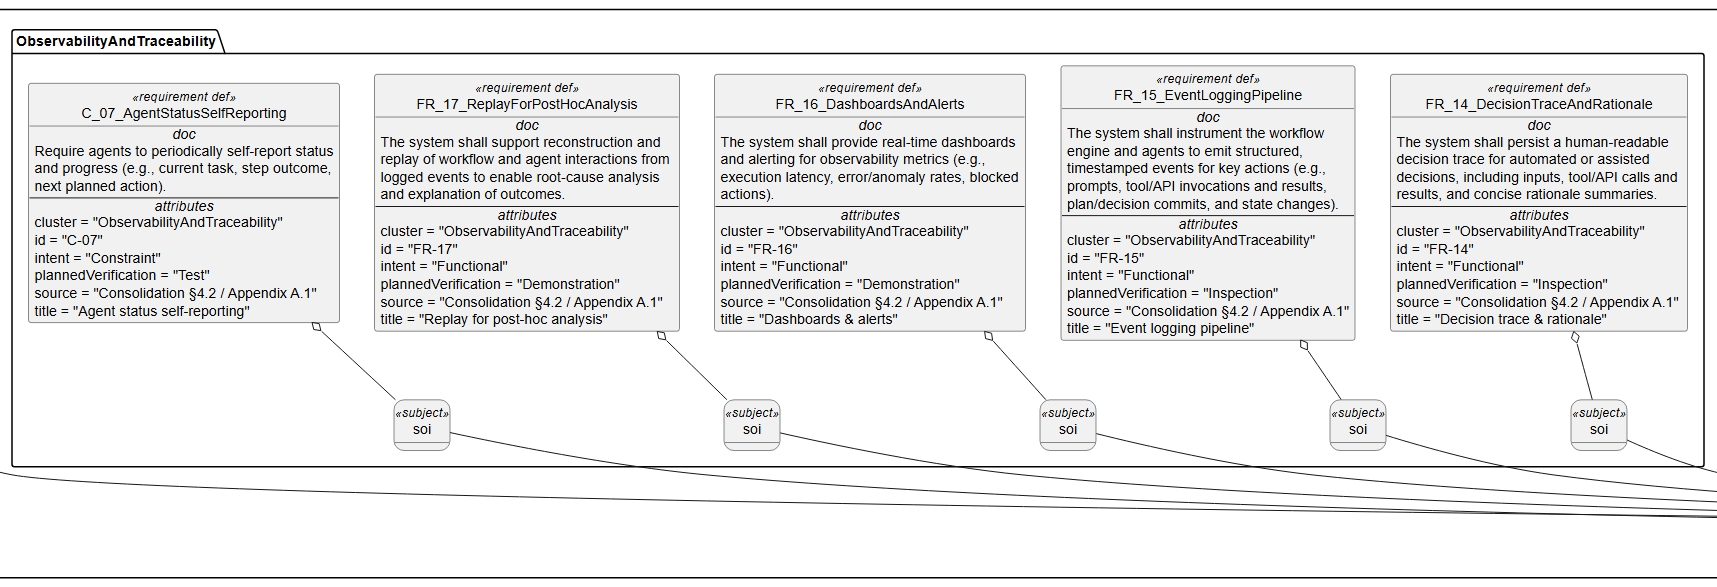 ObservabilityAndTraceability
«requirement def»
C_07_AgentStatusSelfReporting
doc
Require agents to periodically self-report status
and progress (e.g., current task, step outcome,
next planned action).
attributes
cluster = "ObservabilityAndTraceability"
id = "C-07"
intent = "Constraint"
plannedVerification = "Test"
source = "Consolidation §4.2 / Appendix A.1"
title = "Agent status self-reporting"
«requirement def»
FR_17_ReplayForPostHocAnalysis
doc
The system shall support reconstruction and
replay of workflow and agent interactions from
logged events to enable root-cause analysis
and explanation of outcomes.
attributes
cluster = "ObservabilityAndTraceability"
id = "FR-17"
intent = "Functional"
plannedVerification = "Demonstration"
source = "Consolidation §4.2 / Appendix A.1"
title = "Replay for post-hoc analysis"
«requirement def»
FR_16_DashboardsAndAlerts
doc
The system shall provide real-time dashboards
and alerting for observability metrics (e.g.,
execution latency, error/anomaly rates, blocked
actions).
attributes
cluster = "ObservabilityAndTraceability"
id = "FR-16"
intent = "Functional"
plannedVerification = "Demonstration"
source = "Consolidation §4.2 / Appendix A.1"
title = "Dashboards & alerts"
«requirement def»
FR_15_EventLoggingPipeline
doc
The system shall instrument the workflow
engine and agents to emit structured,
timestamped events for key actions (e.g.,
prompts, tool/API invocations and results,
plan/decision commits, and state changes).
attributes
cluster = "ObservabilityAndTraceability"
id = "FR-15"
intent = "Functional"
plannedVerification = "Inspection"
source = "Consolidation §4.2 / Appendix A.1"
title = "Event logging pipeline"
«requirement def»
FR_14_DecisionTraceAndRationale
doc
The system shall persist a human-readable
decision trace for automated or assisted
decisions, including inputs, tool/API calls and
results, and concise rationale summaries.
attributes
cluster = "ObservabilityAndTraceability"
id = "FR-14"
intent = "Functional"
plannedVerification = "Inspection"
source = "Consolidation §4.2 / Appendix A.1"
title = "Decision trace & rationale"
«subject»
soi
«subject»
soi
«subject»
soi
«subject»
soi
«subject»
soi